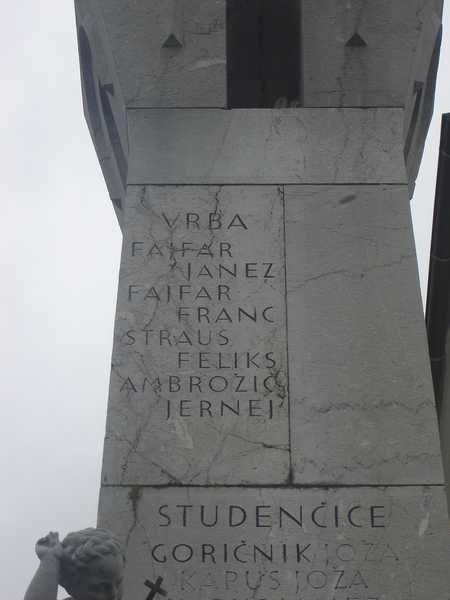 VRBA
FAJFAR
JANEZ
FAJFAR
FRANC
STRAUS
FELIKS
AMBROŽIČ
JERNEJ
STUDENČICE
GORIČNIK JOŽA
KAPUS JOŽA